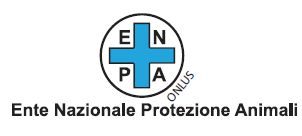 E N
P A
ONLUS
Ente Nazionale Protezione Animali